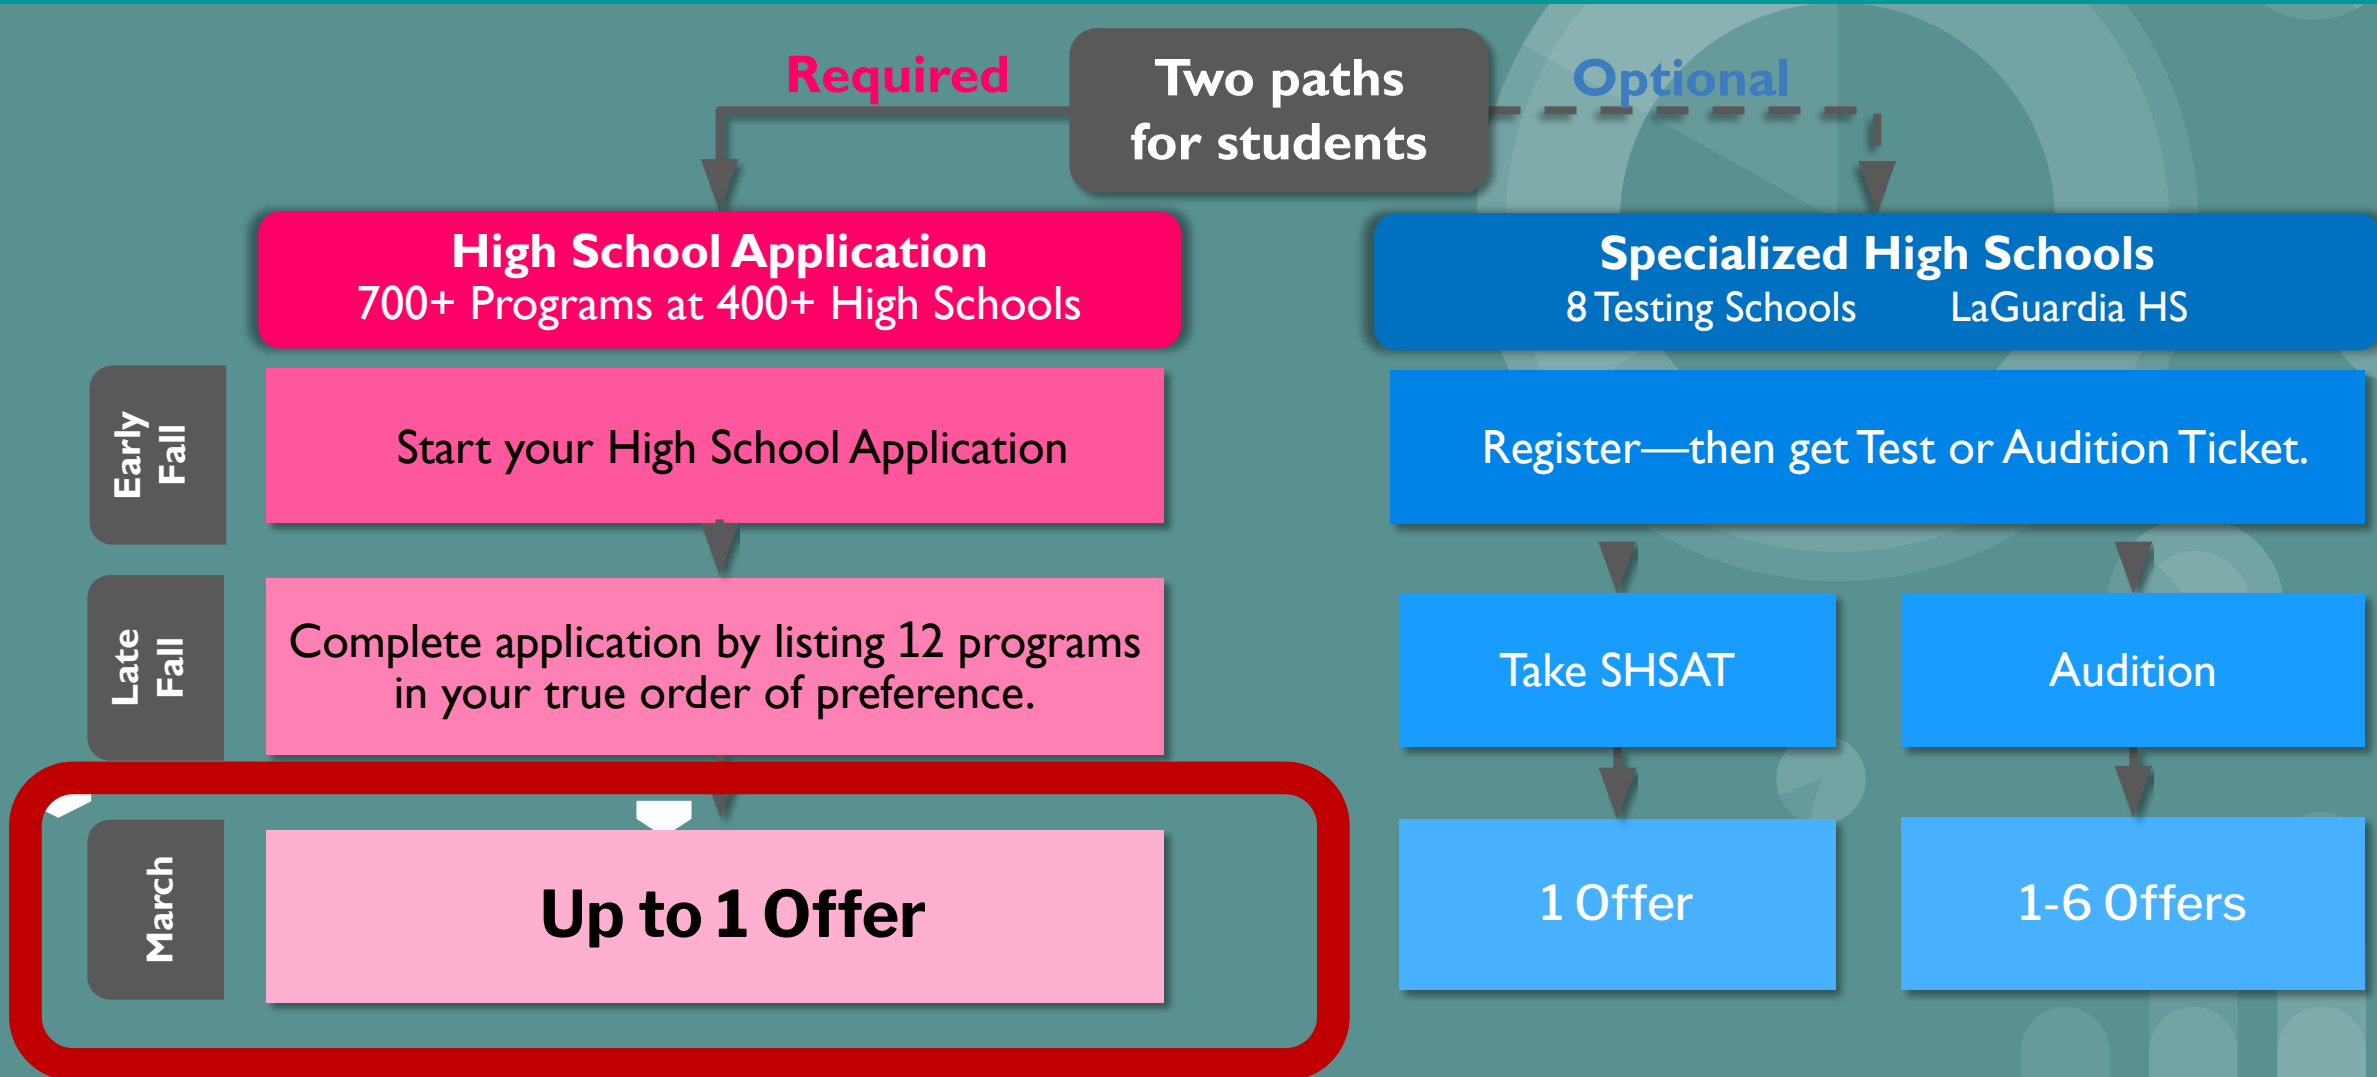 Required
Two paths
for students
Optional
High School Application
700+ Programs at 400+ High Schools
Specialized High Schools
8 Testing Schools LaGuardia HS
Early
Fall
Start your High School Application
Register—then get Test or Audition Ticket.
Late
Fall
Complete application by listing 12 programs
in your true order of preference.
Take SHSAT
Audition
March
Up to 1 Offer
1 Offer
1-6 Offers